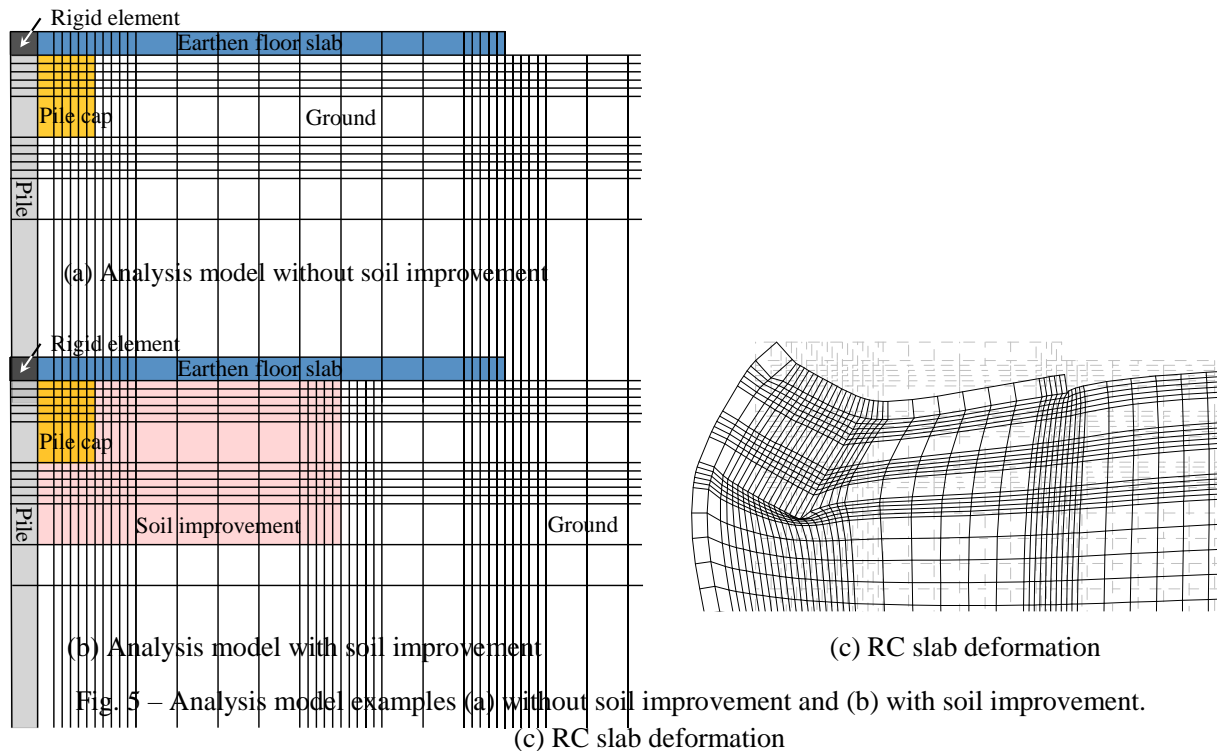 Rigid element
Earthen floor slab
Pile cap
Ground
Pile
(a) Analysis model without soil improvement
Rigid element
Earthen floor slab
Pile cap
Pile
Soil improvement
Ground
(b) Analysis model with soil improvement
(c) RC slab deformation
Fig. 5 – Analysis model examples (a) without soil improvement and (b) with soil improvement.
(c) RC slab deformation